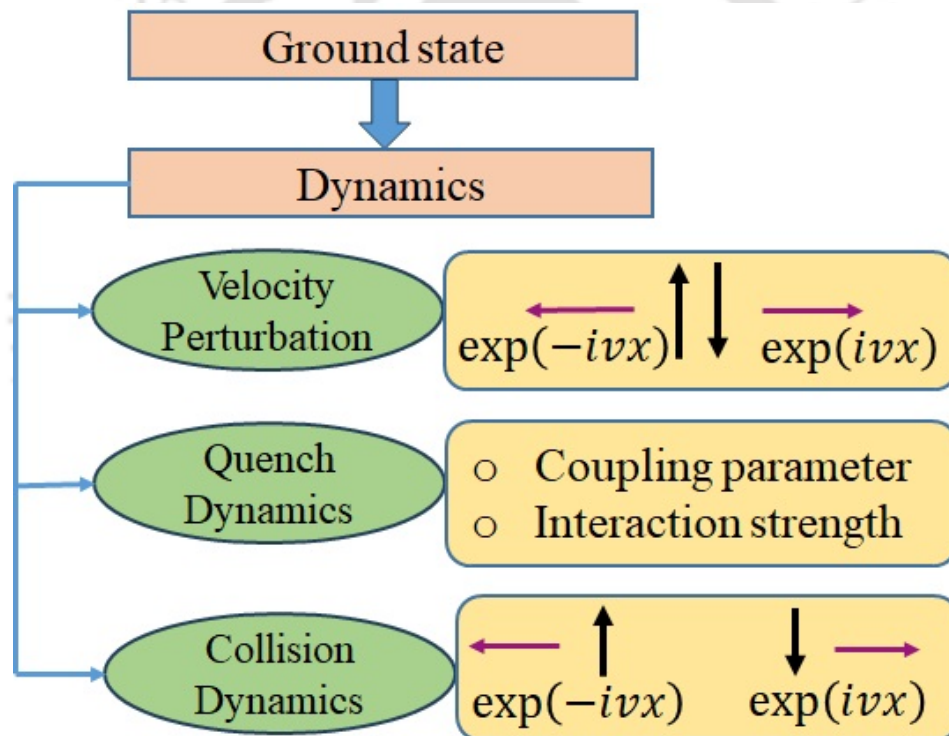 Ground state
Dynamics
Velocity
Perturbation
exp(−ivx) exp(ivx)
Quench
Dynamics
○ Coupling parameter
○ Interaction strength
Collision
Dynamics
exp(−ivx) exp(ivx)